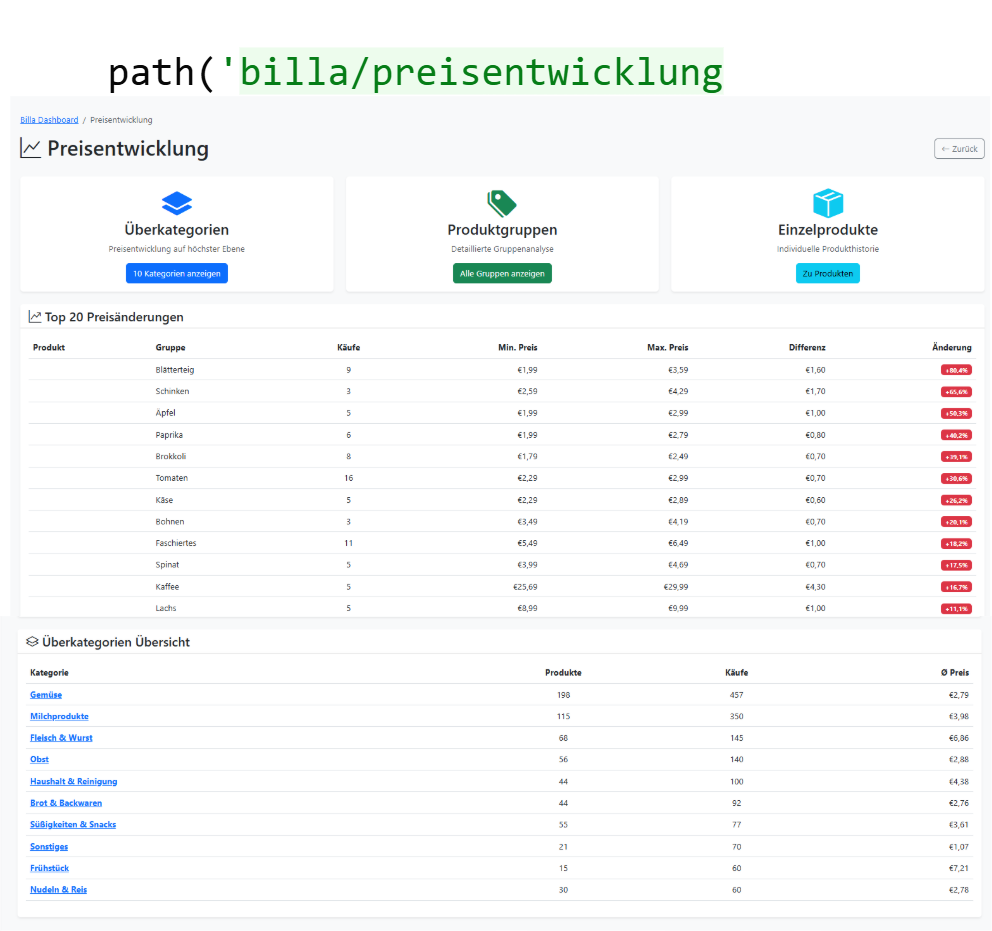 path('billa/preisentwicklung
Billa Dashboard / Preisentwicklung
Preisentwicklung
← Zurück
Überkategorien
Preisentwicklung auf höchster Ebene
10 Kategorien anzeigen
Produktgruppen
Detaillierte Gruppenanalyse
Alle Gruppen anzeigen
Einzelprodukte
Individuelle Produkthistorie
Zu Produkten
Top 20 Preisänderungen
Produkt Gruppe Käufe Min. Preis Max. Preis Differenz Änderung
Blätterteig 9 €1,99 €3,59 €1,60 +80,4%
Schinken 3 €2,59 €4,29 €1,70 +65,6%
Äpfel 5 €1,99 €2,99 €1,00 +50,3%
Paprika 6 €1,99 €2,79 €0,80 +40,2%
Brokkoli 8 €1,79 €2,49 €0,70 +39,1%
Tomaten 16 €2,29 €2,99 €0,70 +30,6%
Käse 5 €2,29 €2,89 €0,60 +26,2%
Bohnen 3 €3,49 €4,19 €0,70 +20,1%
Faschiertes 11 €5,49 €6,49 €1,00 +18,2%
Spinat 5 €3,99 €4,69 €0,70 +17,5%
Kaffee 5 €25,69 €29,99 €4,30 +16,7%
Lachs 5 €8,99 €9,99 €1,00 +11,1%
Überkategorien Übersicht
Kategorie Produkte Käufe Ø Preis
Gemüse 198 457 €2,79
Milchprodukte 115 350 €3,98
Fleisch & Wurst 68 145 €6,86
Obst 56 140 €2,88
Haushalt & Reinigung 44 100 €4,38
Brot & Backwaren 44 92 €2,76
Süßigkeiten & Snacks 55 77 €3,61
Sonstiges 21 70 €1,07
Frühstück 15 60 €7,21
Nudeln & Reis 30 60 €2,78